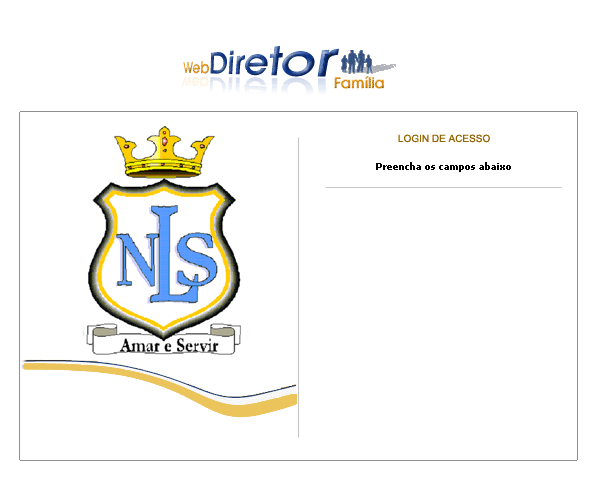 WebDiretor
Família
LOGIN DE ACESSO
Preencha os campos abaixo
NLS
Amar e Servir